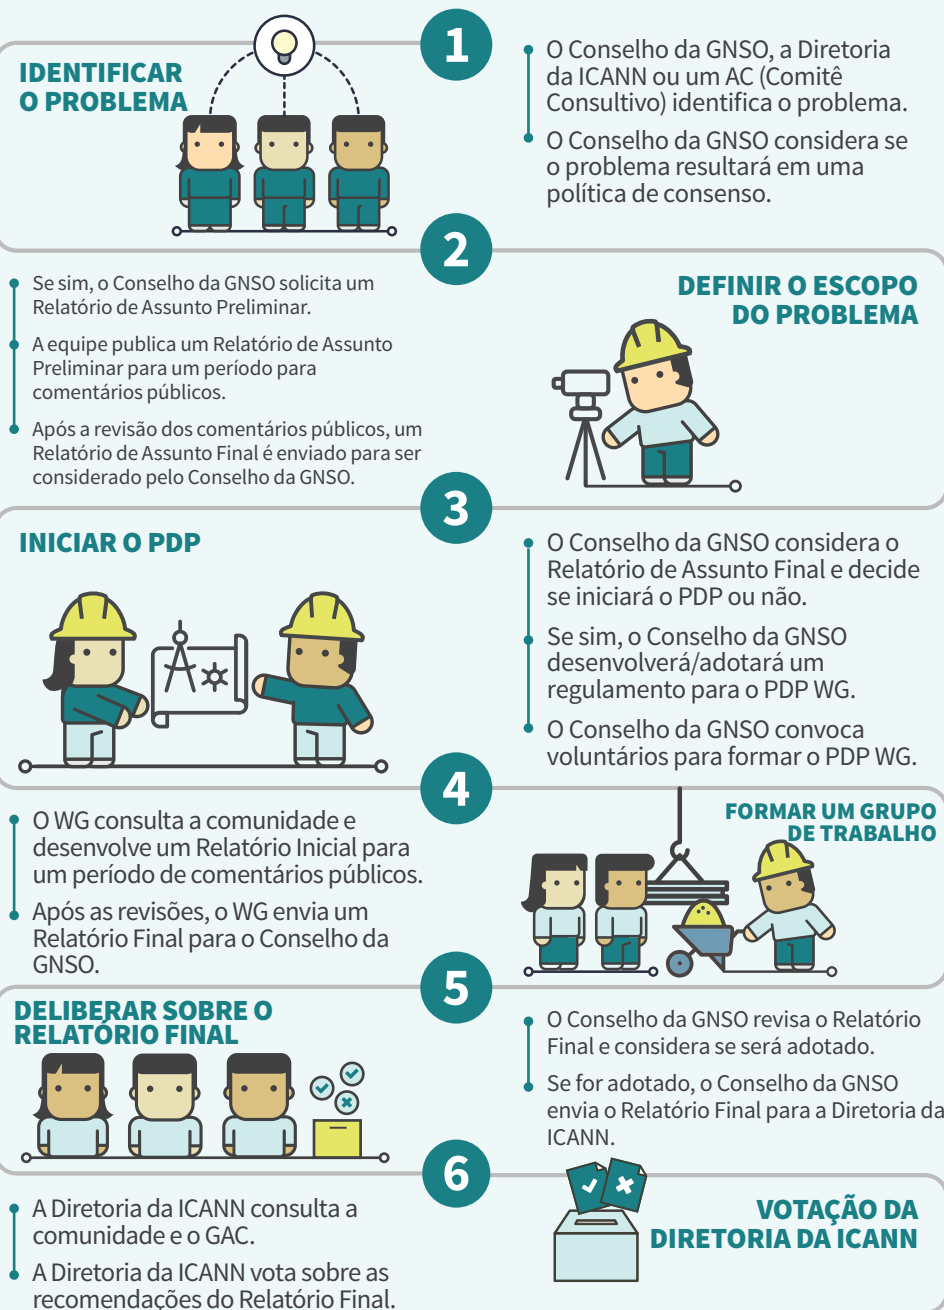 1
IDENTIFICAR
O PROBLEMA
O Conselho da GNSO, a Diretoria
da ICANN ou um AC (Comitê
Consultivo) identifica o problema.
O Conselho da GNSO considera se
o problema resultará em uma
política de consenso.
2
DEFINIR O ESCOPO
DO PROBLEMA
Se sim, o Conselho da GNSO solicita um
Relatório de Assunto Preliminar.
A equipe publica um Relatório de Assunto
Preliminar para um período para
comentários públicos.
Após a revisão dos comentários públicos, um
Relatório de Assunto Final é enviado para ser
considerado pelo Conselho da GNSO.
3
INICIAR O PDP
O Conselho da GNSO considera o
Relatório de Assunto Final e decide
se iniciará o PDP ou não.
Se sim, o Conselho da GNSO
desenvolverá/adotará um
regulamento para o PDP WG.
O Conselho da GNSO convoca
voluntários para formar o PDP WG.
4
FORMAR UM GRUPO
DE TRABALHO
O WG consulta a comunidade e
desenvolve um Relatório Inicial para
um período de comentários públicos.
Após as revisões, o WG envia um
Relatório Final para o Conselho da
GNSO.
5
DELIBERAR SOBRE O
RELATÓRIO FINAL
O Conselho da GNSO revisa o Relatório
Final e considera se será adotado.
Se for adotado, o Conselho da GNSO
envia o Relatório Final para a Diretoria da
ICANN.
6
VOTAÇÃO DA
DIRETORIA DA ICANN
A Diretoria da ICANN consulta a
comunidade e o GAC.
A Diretoria da ICANN vota sobre as
recomendações do Relatório Final.